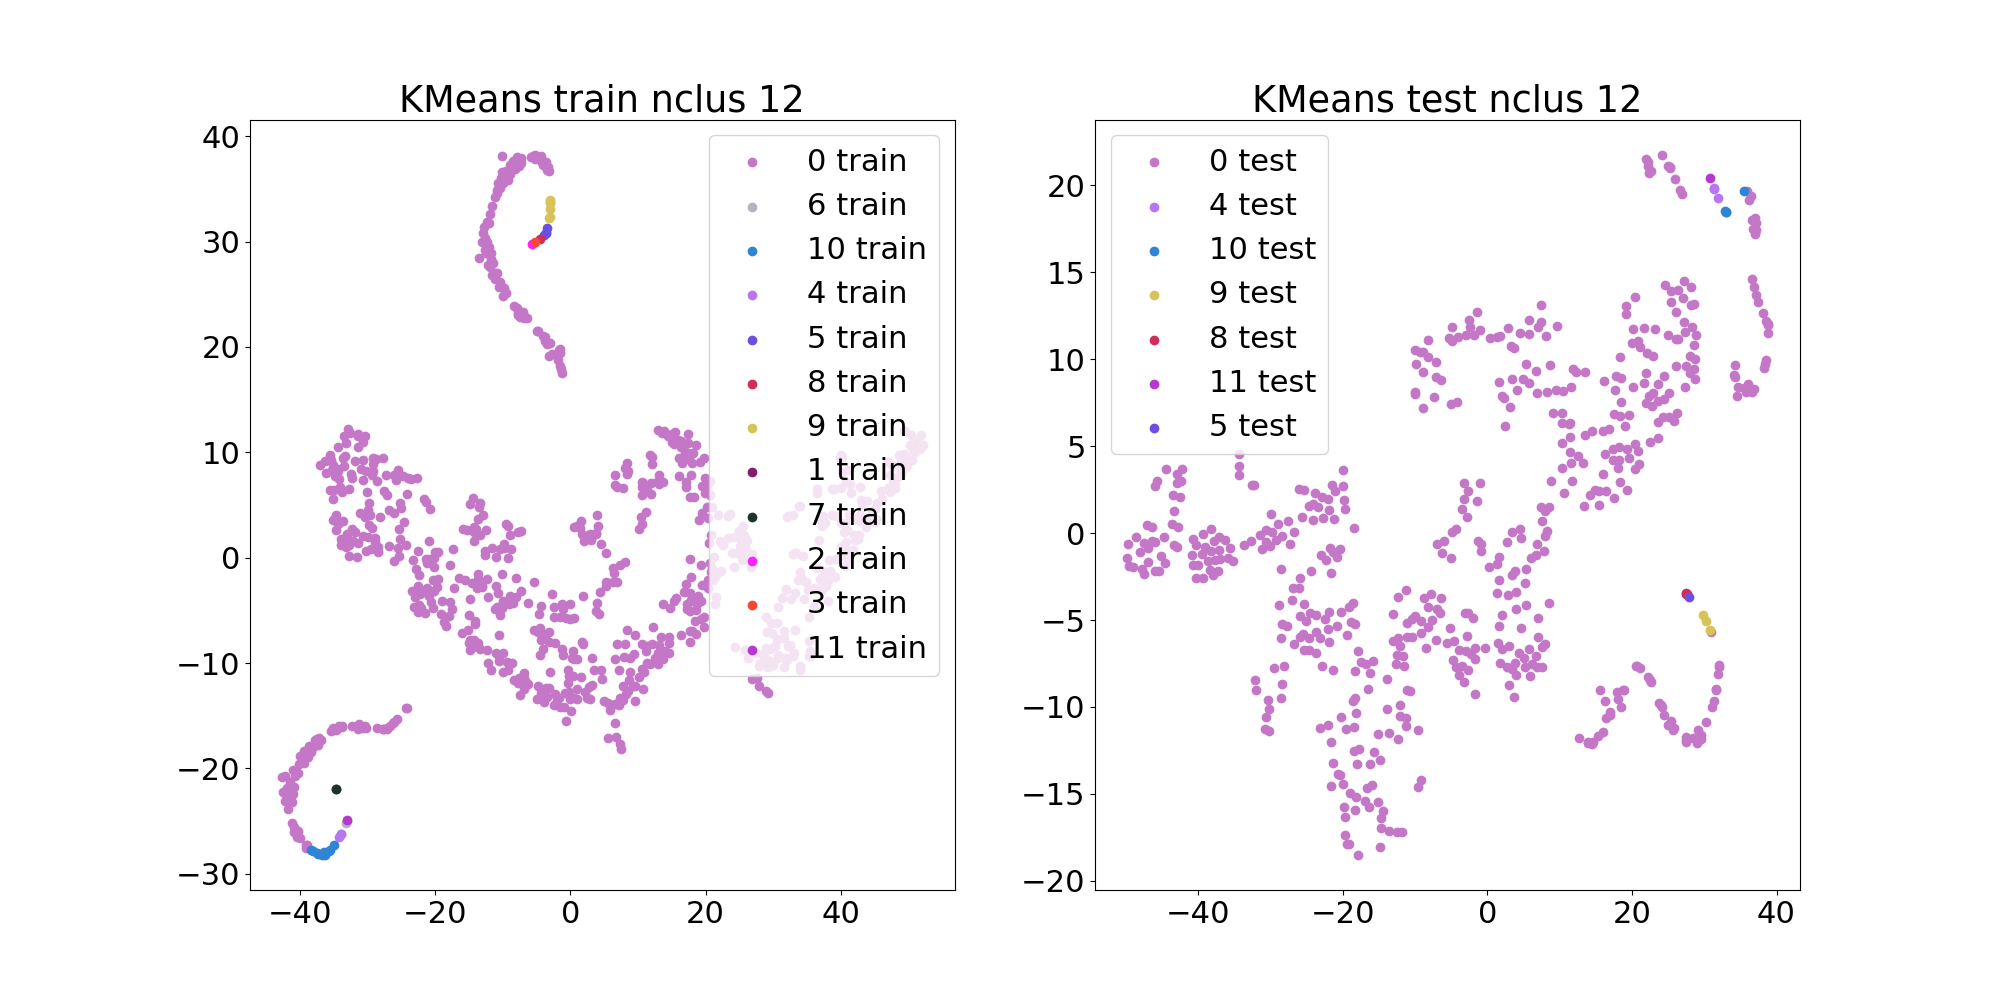 KMeans train nclus 12
40
30
20
10
0
−10
−20
−30
−40
−20
0
20
40
0 train
6 train
10 train
4 train
5 train
8 train
9 train
1 train
7 train
2 train
3 train
11 train
KMeans test nclus 12
20
15
10
5
0
−5
−10
−15
−20
−40
−20
0
20
40
0 test
4 test
10 test
9 test
8 test
11 test
5 test